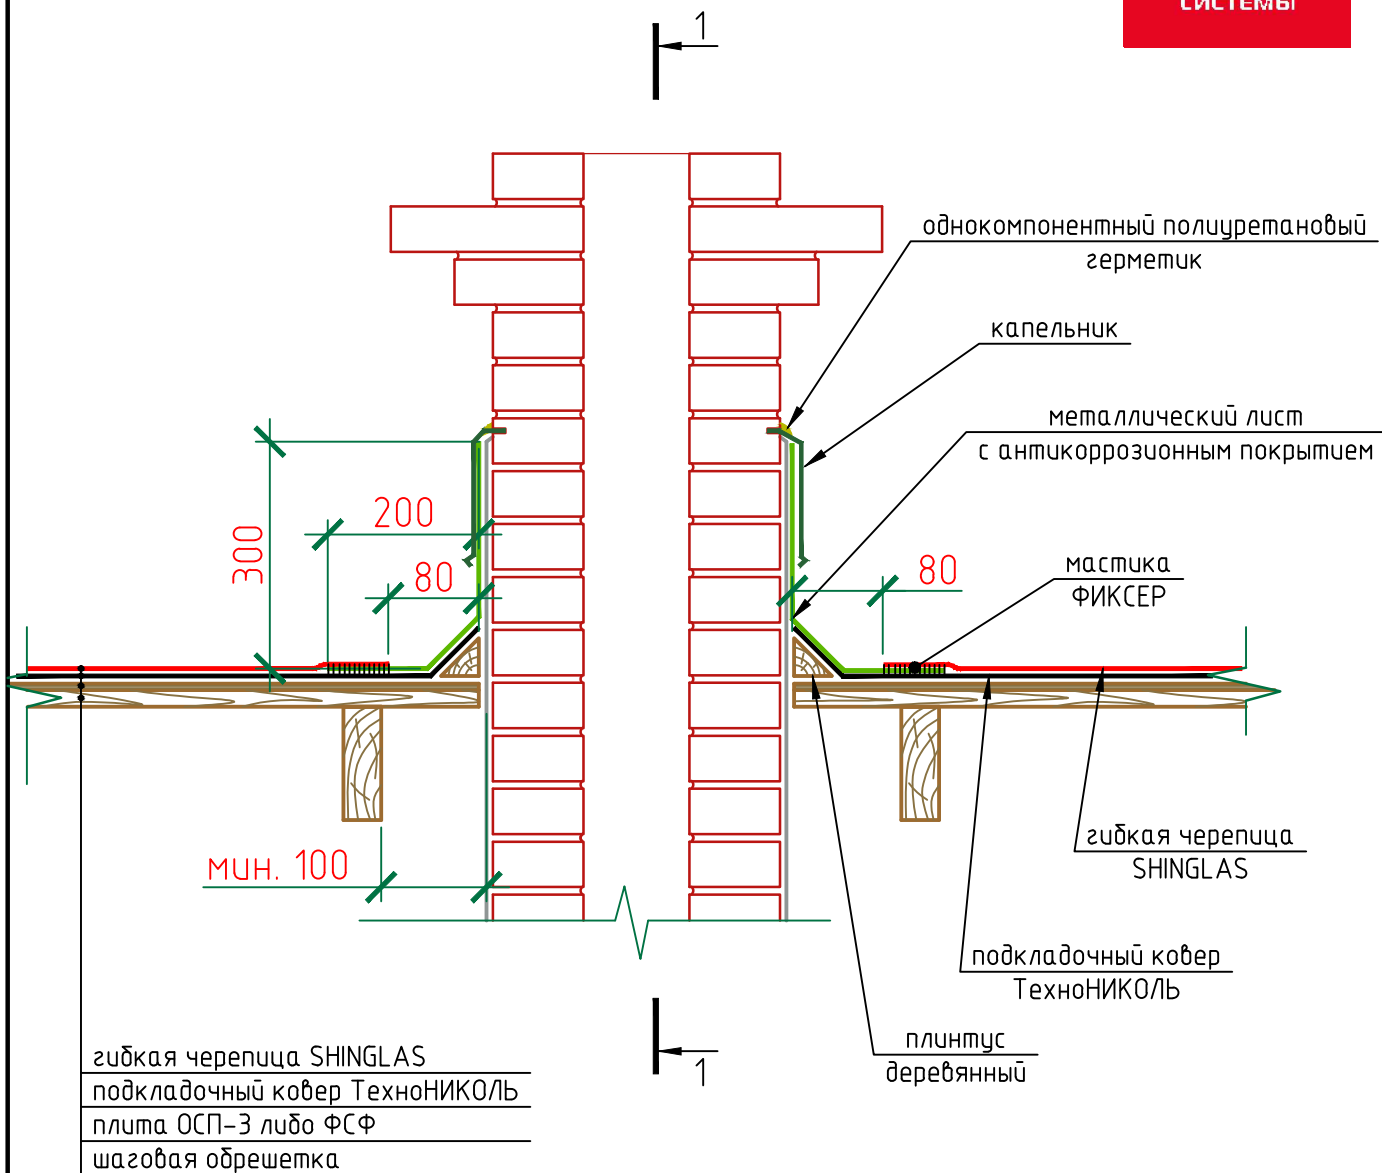 СИСТЕМЫ
1
однокомпонентный полиуретановый
герметик
капельник
металлический лист
с антикоррозионным покрытием
200
300
80
80
мастика
ФИКСЕР
мин. 100
гибкая черепица
SHINGLAS
подкладочный ковер
ТехноНИКОЛЬ
плинтус
деревянный
1
гибкая черепица SHINGLAS
подкладочный ковер ТехноНИКОЛЬ
плита ОСП-3 либо ФСФ
шаговая обрешетка